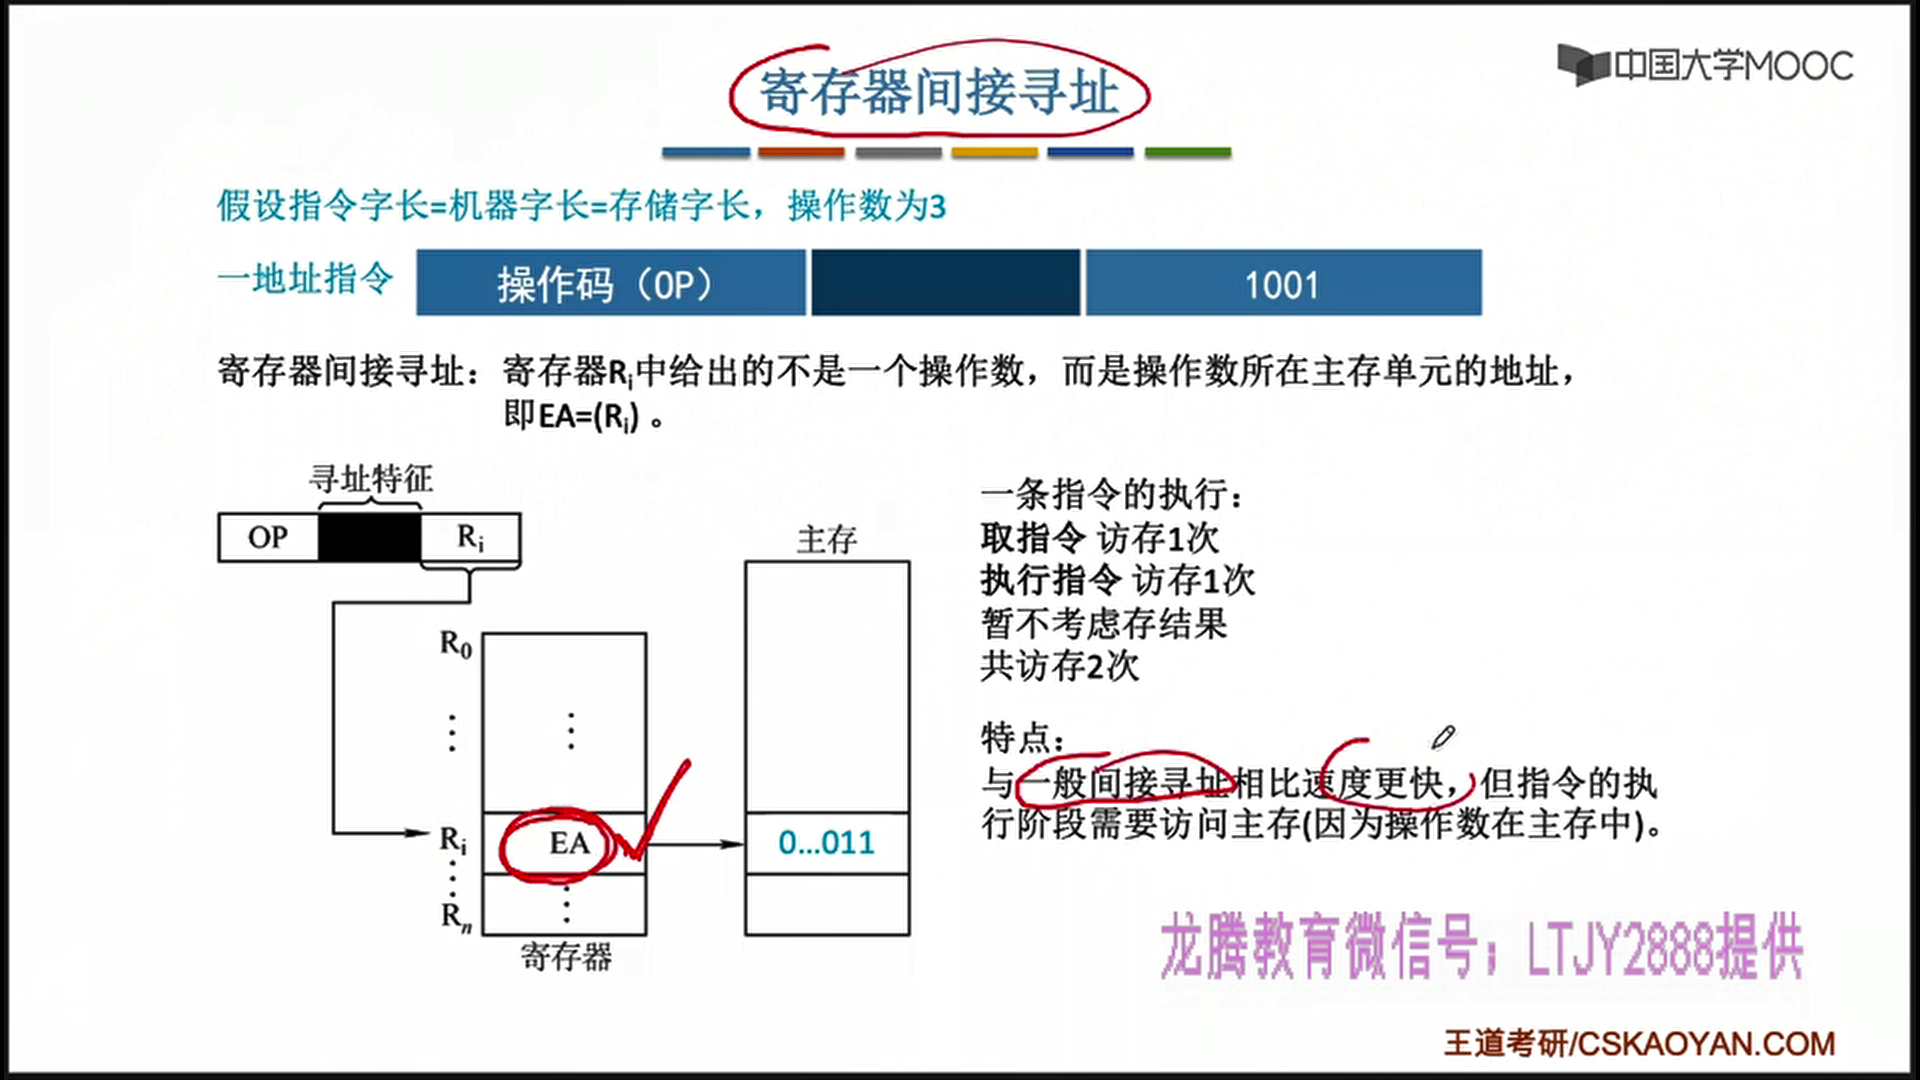 寄存器间接寻址
中国大学MOOC
假设指令字长=机器字长=存储字长，操作数为3
一地址指令 操作码（OP） 1001
寄存器间接寻址：寄存器Ri中给出的不是一个操作数，而是操作数所在主存单元的地址，
即EA=(Ri) 。
寻址特征
OP Ri
主存
R0
Ri EA 0...011
Rn
寄存器
一条指令的执行：
取指令 访存1次
执行指令 访存1次
暂不考虑存结果
共访存2次
特点：
与一般间接寻址相比速度更快，但指令的执
行阶段需要访问主存(因为操作数在主存中)。
龙腾教育微信号；LTJY2888提供
王道考研/CSKAOYAN.COM